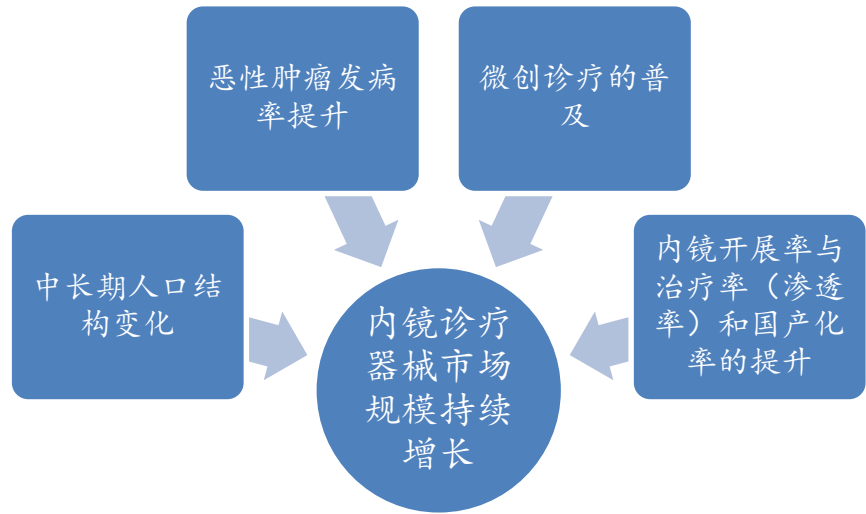 恶性肿瘤发病
率提升
微创诊疗的普
及
中长期人口结
构变化
内镜开展率与
治疗率（渗透
率）和国产化
率的提升
内镜诊疗
器械市场
规模持续
增长